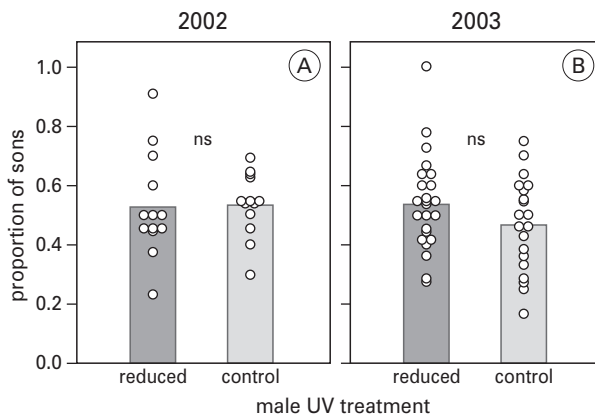 2002 2003
A B
1.0
0.8
0.6
0.4
0.2
0.0
proportion of sons
ns ns
reduced control reduced control
male UV treatment